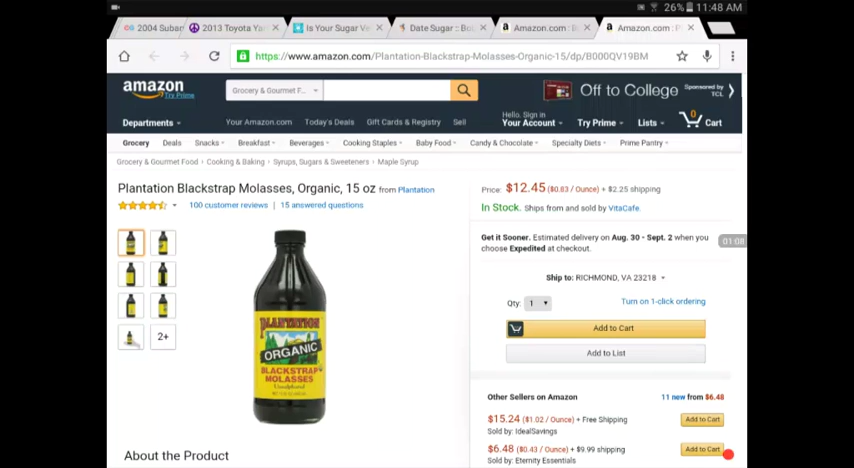 26% 11:48 AM
2004 Subar
2013 Toyota Ya
Is Your Sugar Ve
Date Sugar :: Bo
Amazon.com : B
Amazon.com : P
https://www.amazon.com/Plantation-Blackstrap-Molasses-Organic-15/dp/B000QV19BM
amazon
Try Prime
Grocery & Gourmet F...
Off to College
Sponsored by
TCL
Departments
Your Amazon.com
Today's Deals
Gift Cards & Registry
Sell
Hello. Sign in
Your Account
Try Prime
Lists
0
Cart
Grocery Deals Snacks Breakfast Beverages Cooking Staples Baby Food Candy & Chocolate Specialty Diets Prime Pantry
Grocery & Gourmet Food › Cooking & Baking › Syrups, Sugars & Sweeteners › Maple Syrup
Plantation Blackstrap Molasses, Organic, 15 oz from Plantation
100 customer reviews | 15 answered questions
2+
PLANTATION
ORGANIC
BLACKSTRAP
MOLASSES
Unsulphured
About the Product
Price: $12.45 ($0.83 / Ounce) + $2.25 shipping
In Stock. Ships from and sold by VitaCafe.
Get it Sooner. Estimated delivery on Aug. 30 - Sept. 2 when you
choose Expedited at checkout.
01:08
Ship to: RICHMOND, VA 23218
Qty: 1
Turn on 1-click ordering
Add to Cart
Add to List
Other Sellers on Amazon
11 new from $6.48
$15.24 ($1.02 / Ounce) + Free Shipping
Add to Cart
Sold by: IdealSavings
$6.48 ($0.43 / Ounce) + $9.99 shipping
Add to Cart
Sold by: Eternity Essentials